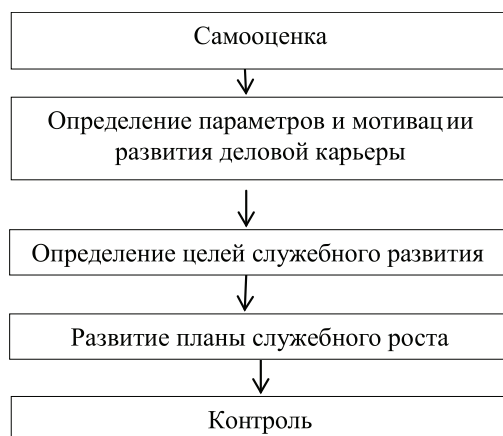 Самооценка
Определение параметров и мотивации
развития деловой карьеры
Определение целей служебного развития
Развитие планы служебного роста
Контроль